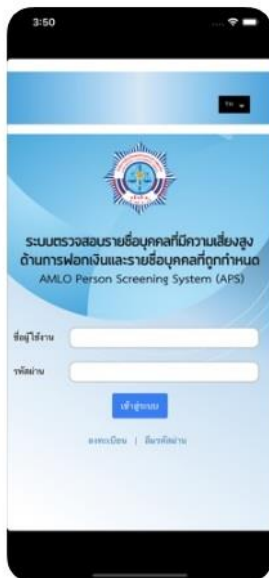 3:50
TH
ระบบตรวจสอบรายชื่อบุคคลที่มีความเสี่ยงสูง
ด้านการฟอกเงินและรายชื่อบุคคลที่ถูกกำหนด
AMLO Person Screening System (APS)
ชื่อผู้ใช้งาน
รหัสผ่าน
เข้าสู่ระบบ
ลงทะเบียน | ลืมรหัสผ่าน